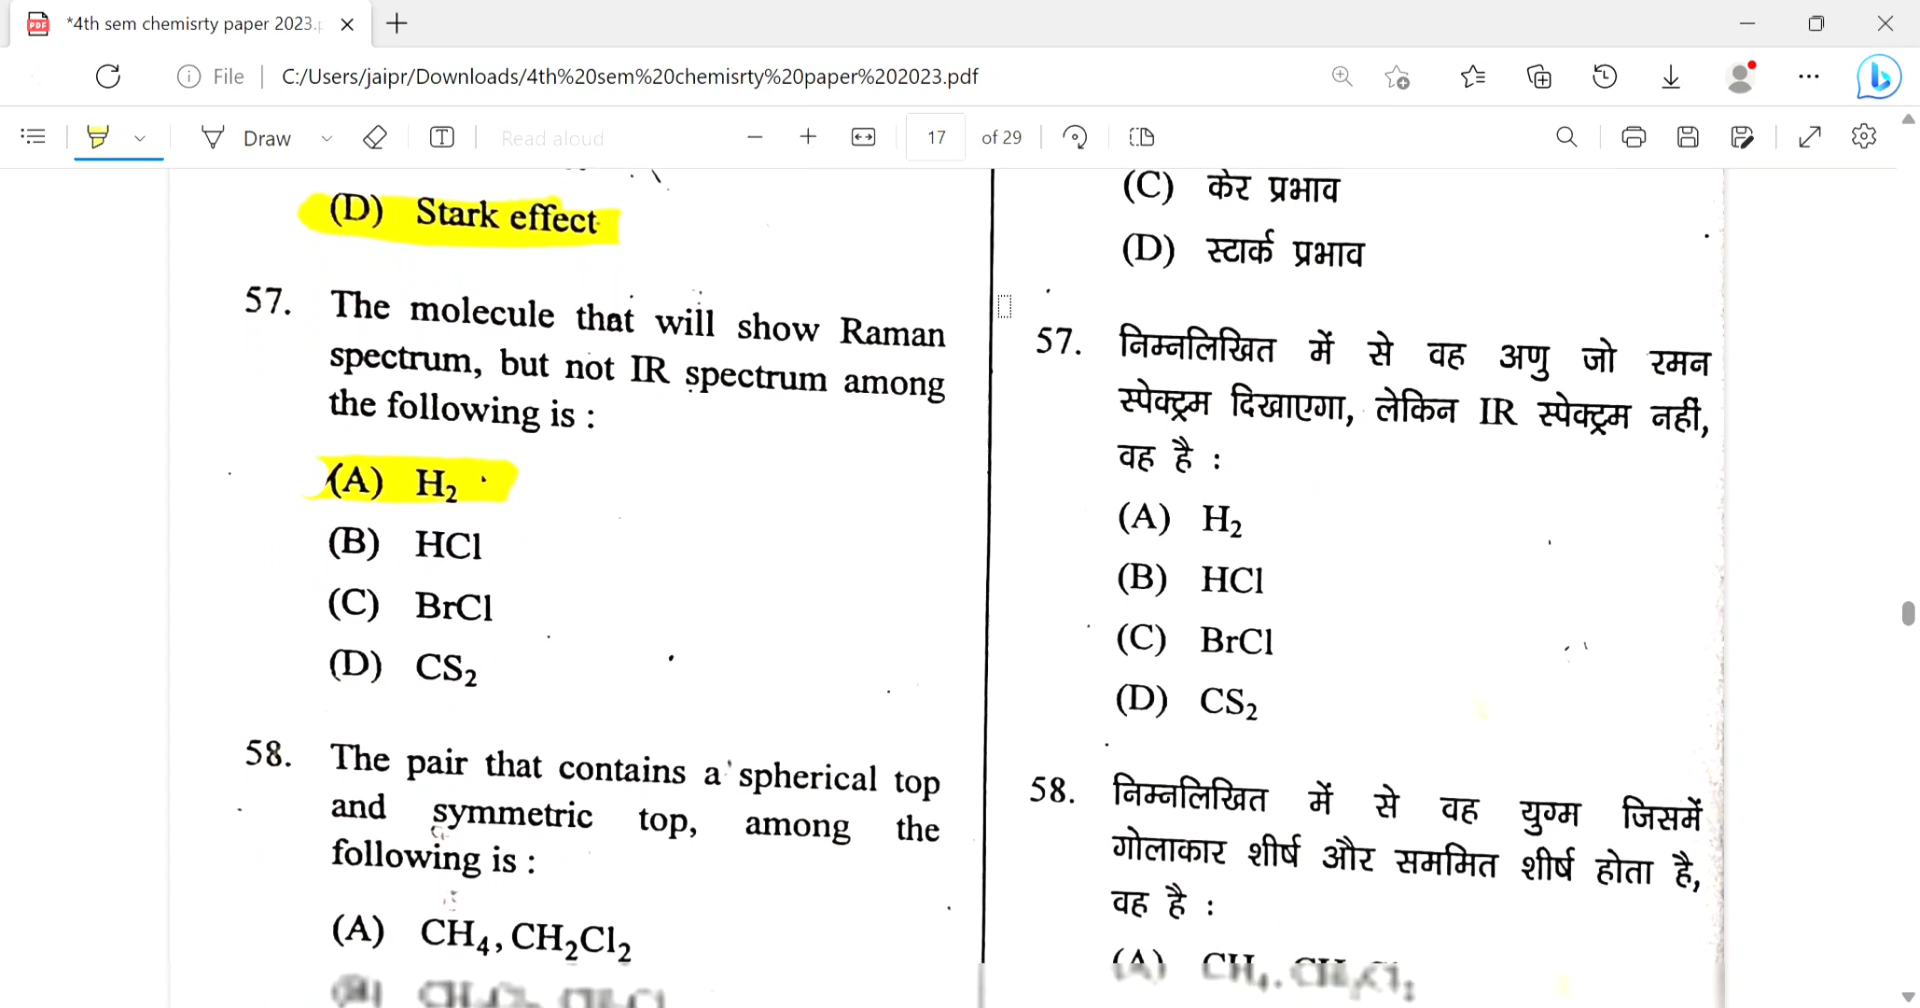 *4th sem chemisrty paper 2023.p
File
C:/Users/jaipr/Downloads/4th%20sem%20chemisrty%20paper%202023.pdf
Draw
Read aloud
17 of 29
(D) Stark effect
57. The molecule that will show Raman
spectrum, but not IR spectrum among
the following is :
(A) H₂
(B) HCl
(C) BrCl
(D) CS₂
58. The pair that contains a spherical top
and symmetric top, among the
following is :
(A) CH₄, CH₂Cl₂
(C) केर प्रभाव
(D) स्टार्क प्रभाव
57. निम्नलिखित में से वह अणु जो रमन
स्पेक्ट्रम दिखाएगा, लेकिन IR स्पेक्ट्रम नहीं,
वह है :
(A) H₂
(B) HCl
(C) BrCl
(D) CS₂
58. निम्नलिखित में से वह युग्म जिसमें
गोलाकार शीर्ष और सममित शीर्ष होता है,
वह है :
(A) CH₄,